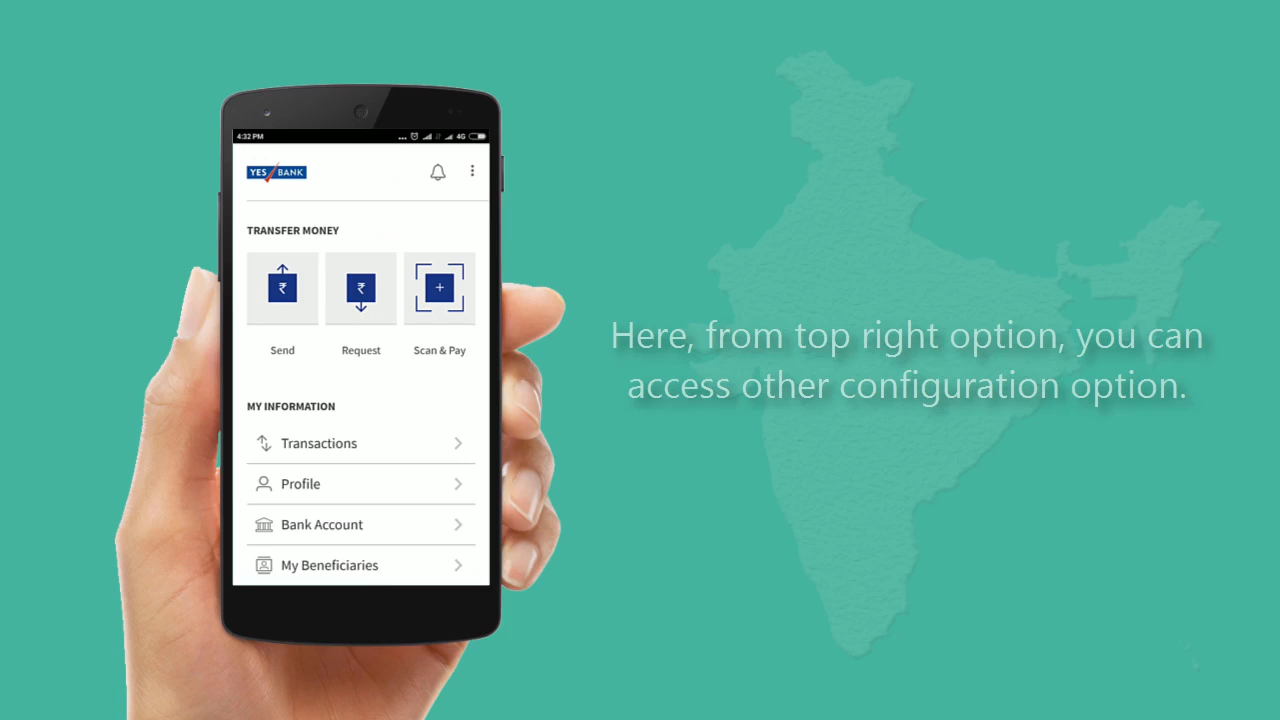 4:32 PM
4G
YES BANK
TRANSFER MONEY
₹
₹
+
Send
Request
Scan & Pay
MY INFORMATION
Transactions
Profile
Bank Account
My Beneficiaries
Here, from top right option, you can
access other configuration option.